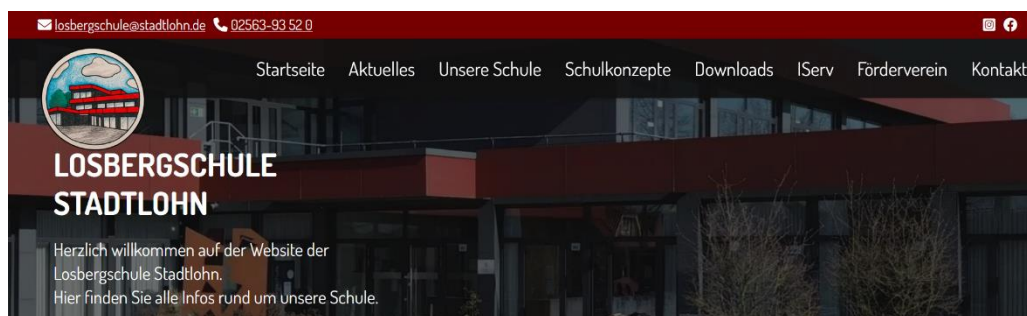 losbergschule@stadtlohn.de 02563-93 52 0
Startseite Aktuelles Unsere Schule Schulkonzepte Downloads IServ Förderverein Kontakt
LOSBERGSCHULE
STADTLOHN
Herzlich willkommen auf der Website der
Losbergschule Stadtlohn.
Hier finden Sie alle Infos rund um unsere Schule.